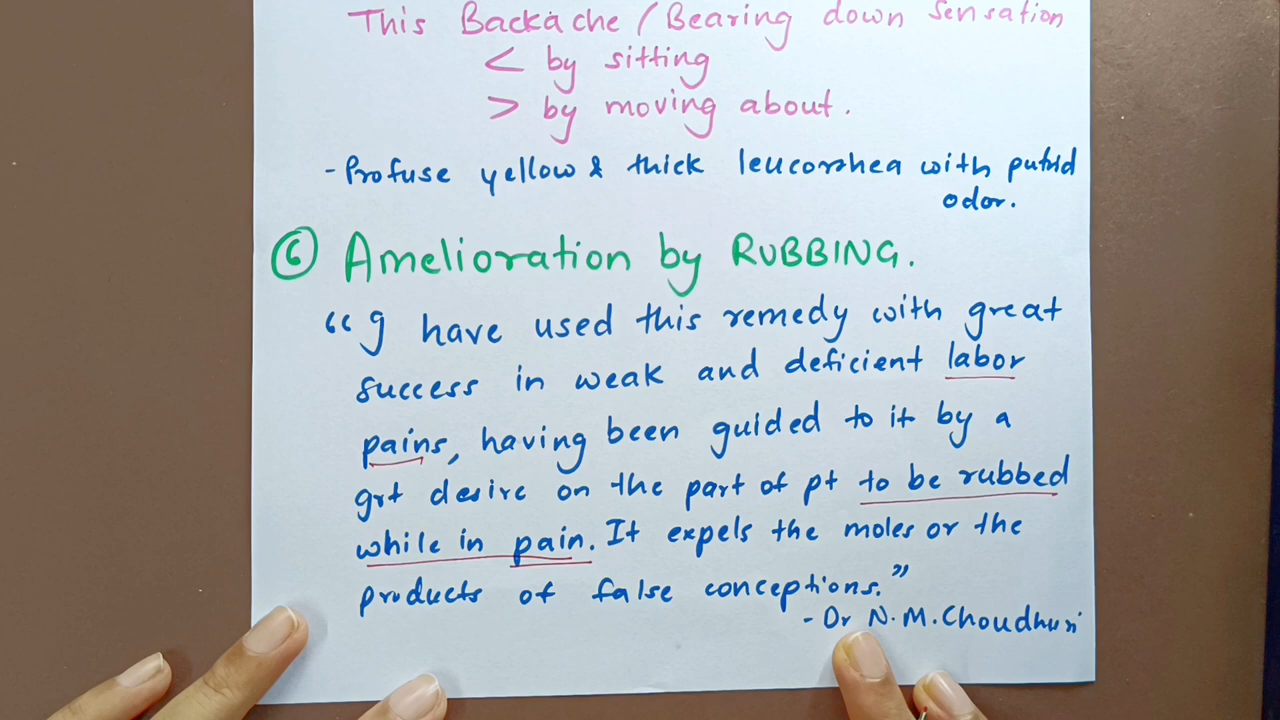 This Backache / Bearing down sensation
< by sitting
> by moving about.
- Profuse yellow & thick leucorrhea with putrid
odor.
6 Amelioration by RUBBING.
“I have used this remedy with great
success in weak and deficient labor
pains, having been guided to it by a
grt desire on the part of pt to be rubbed
while in pain. It expels the moles or the
products of false conceptions.”
- Dr N.M.Choudhuri